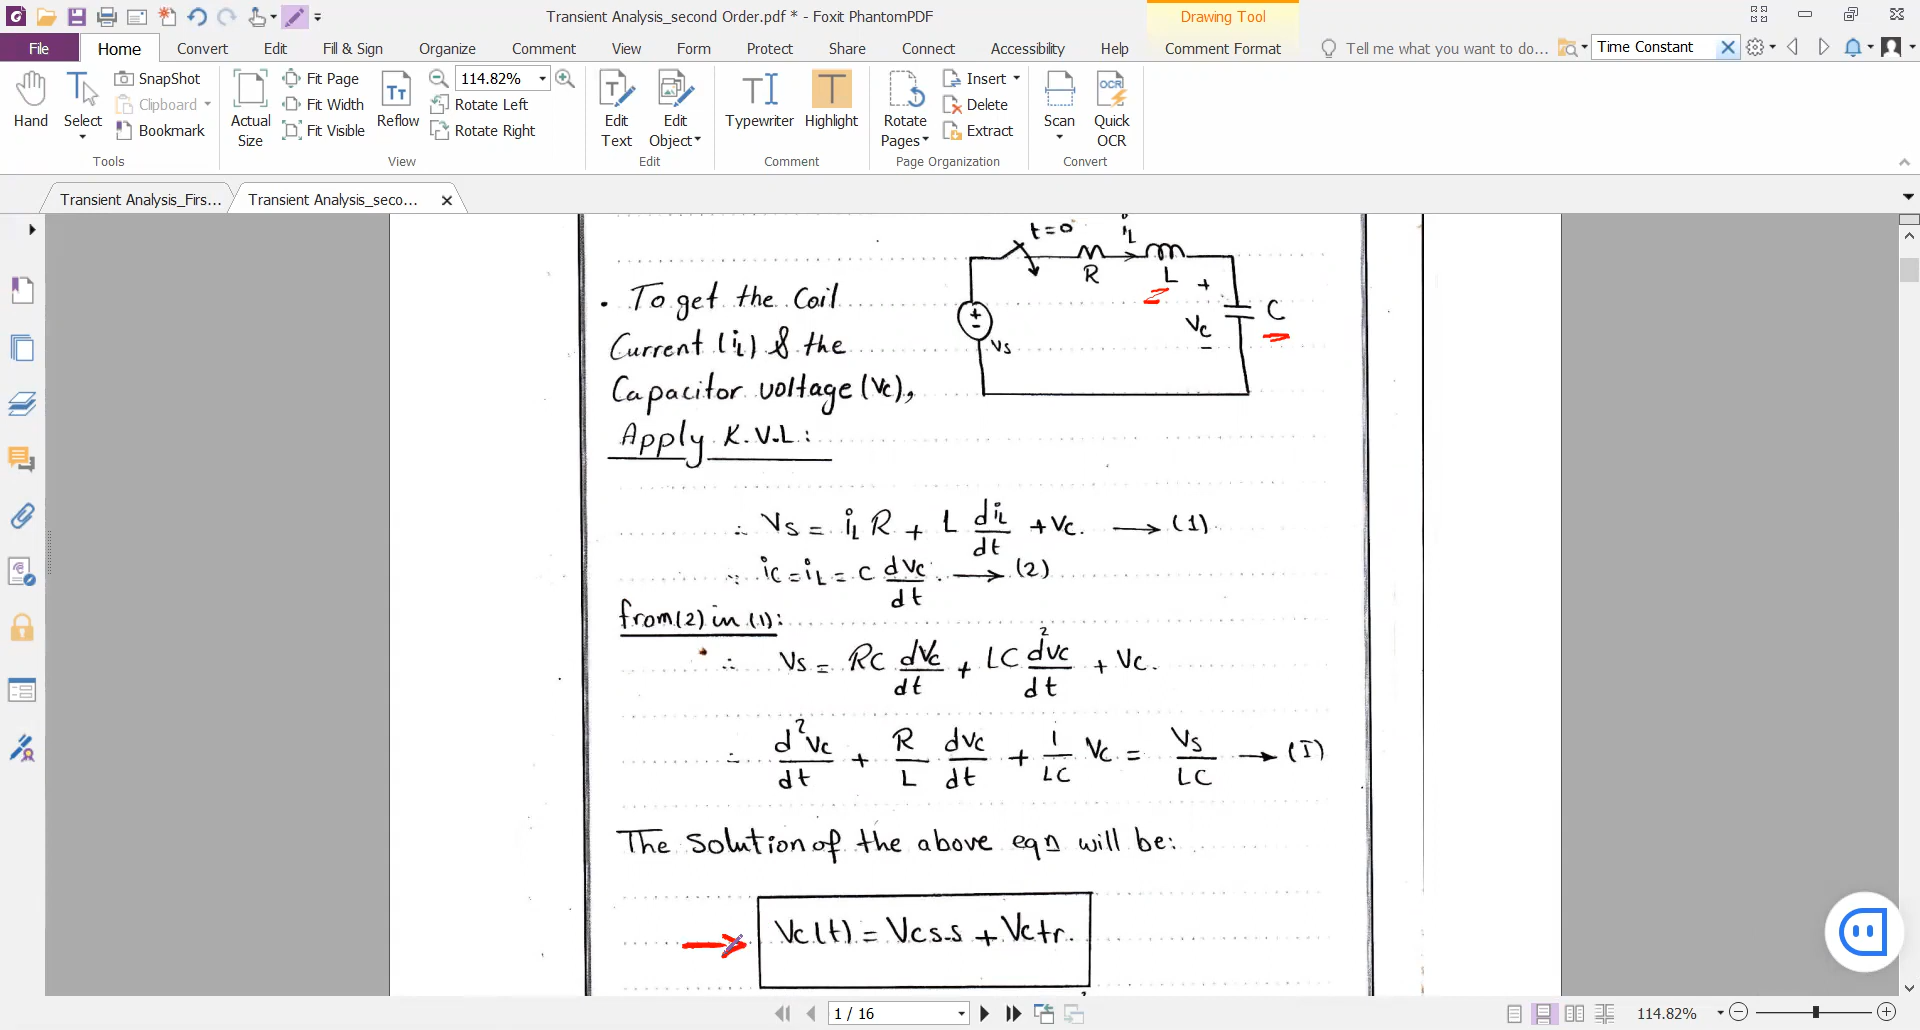 Transient Analysis_second Order.pdf * - Foxit PhantomPDF
Drawing Tool
File Home Convert Edit Fill & Sign Organize Comment View Form Protect Share Connect Accessibility Help Comment Format Tell me what you want to do... Time Constant
Hand
Select
SnapShot
Clipboard
Bookmark
Tools
Actual Size
Fit Page
Fit Width
Fit Visible
Reflow
114.82%
Rotate Left
Rotate Right
View
Edit Text
Edit Object
Edit
Typewriter
Highlight
Comment
Rotate Pages
Insert
Delete
Extract
Page Organization
Scan
Quick OCR
Convert
Transient Analysis_Firs... Transient Analysis_seco...
t=0 iL
R L +
Vs Vc C
. To get the Coil
Current (iL) & the
Capacitor voltage (Vc),
Apply K.V.L:
∴ Vs = iL R + L diL/dt + Vc. → (1)
∵ ic = iL = C dVc/dt. → (2)
from (2) in (1):
∴ Vs = RC dVc/dt + LC d²Vc/dt + Vc.
∴ d²Vc/dt + R/L dVc/dt + 1/LC Vc = Vs/LC → (I)
The Solution of the above eqn will be:
Vc(t) = Vcs.s + Vctr.
1 / 16
114.82%